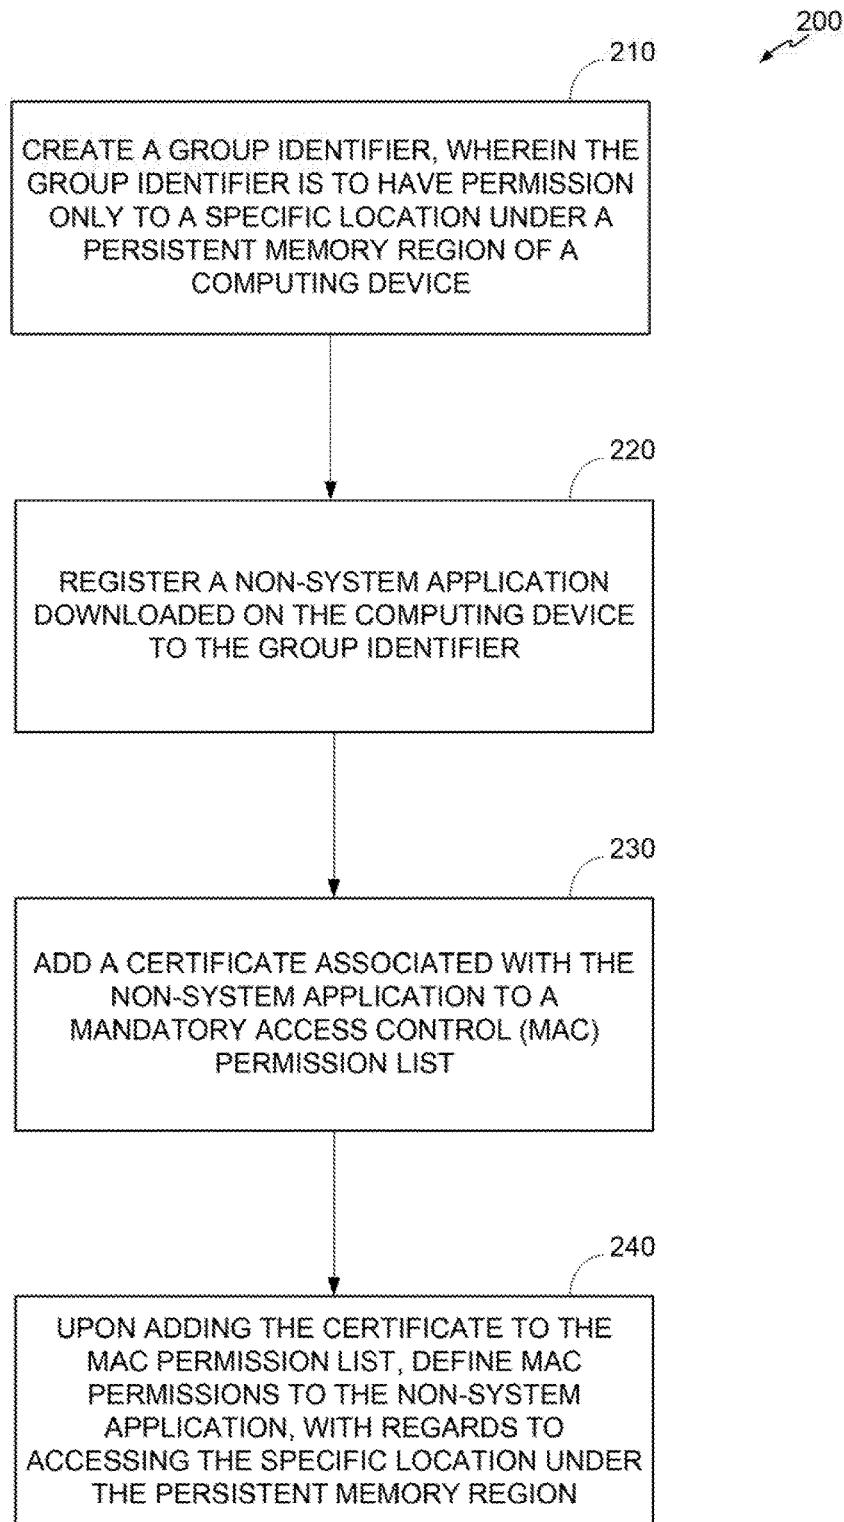 200
210
CREATE A GROUP IDENTIFIER, WHEREIN THE
GROUP IDENTIFIER IS TO HAVE PERMISSION
ONLY TO A SPECIFIC LOCATION UNDER A
PERSISTENT MEMORY REGION OF A
COMPUTING DEVICE
220
REGISTER A NON-SYSTEM APPLICATION
DOWNLOADED ON THE COMPUTING DEVICE
TO THE GROUP IDENTIFIER
230
ADD A CERTIFICATE ASSOCIATED WITH THE
NON-SYSTEM APPLICATION TO A
MANDATORY ACCESS CONTROL (MAC)
PERMISSION LIST
240
UPON ADDING THE CERTIFICATE TO THE
MAC PERMISSION LIST, DEFINE MAC
PERMISSIONS TO THE NON-SYSTEM
APPLICATION, WITH REGARDS TO
ACCESSING THE SPECIFIC LOCATION UNDER
THE PERSISTENT MEMORY REGION